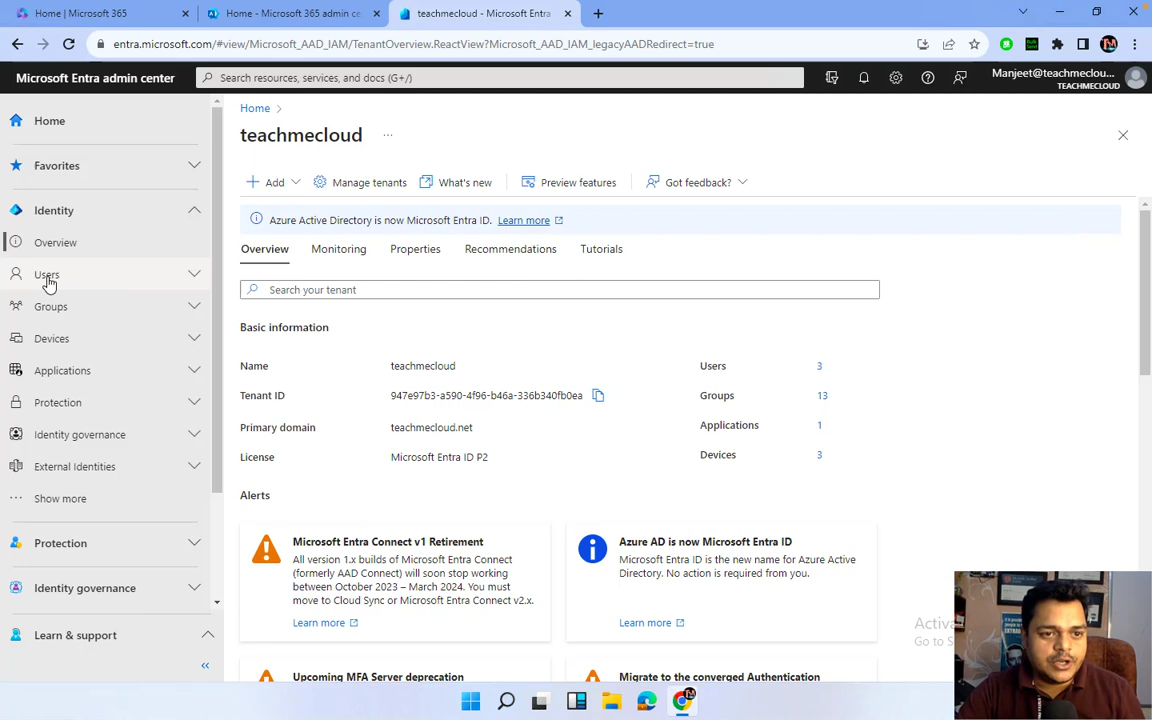 Home | Microsoft 365
Home - Microsoft 365 admin ce
teachmecloud - Microsoft Entra
entra.microsoft.com/#view/Microsoft_AAD_IAM/TenantOverview.ReactView?Microsoft_AAD_IAM_legacyAADRedirect=true
Microsoft Entra admin center
Search resources, services, and docs (G+/)
Manjeet@teachmeclou...
TEACHMECLOUD
Home
Favorites
Identity
Overview
Users
Groups
Devices
Applications
Protection
Identity governance
External Identities
Show more
Protection
Identity governance
Learn & support
Home
teachmecloud
Add
Manage tenants
What's new
Preview features
Got feedback?
Azure Active Directory is now Microsoft Entra ID. Learn more
Overview
Monitoring
Properties
Recommendations
Tutorials
Search your tenant
Basic information
Name teachmecloud
Tenant ID 947e97b3-a590-4f96-b46a-336b340fb0ea
Primary domain teachmecloud.net
License Microsoft Entra ID P2
Users 3
Groups 13
Applications 1
Devices 3
Alerts
Microsoft Entra Connect v1 Retirement
All version 1.x builds of Microsoft Entra Connect
(formerly AAD Connect) will soon stop working
between October 2023 – March 2024. You must
move to Cloud Sync or Microsoft Entra Connect v2.x.
Learn more
Azure AD is now Microsoft Entra ID
Microsoft Entra ID is the new name for Azure Active
Directory. No action is required from you.
Learn more
Upcoming MFA Server deprecation
Migrate to the converged Authentication
Activa
Go to S